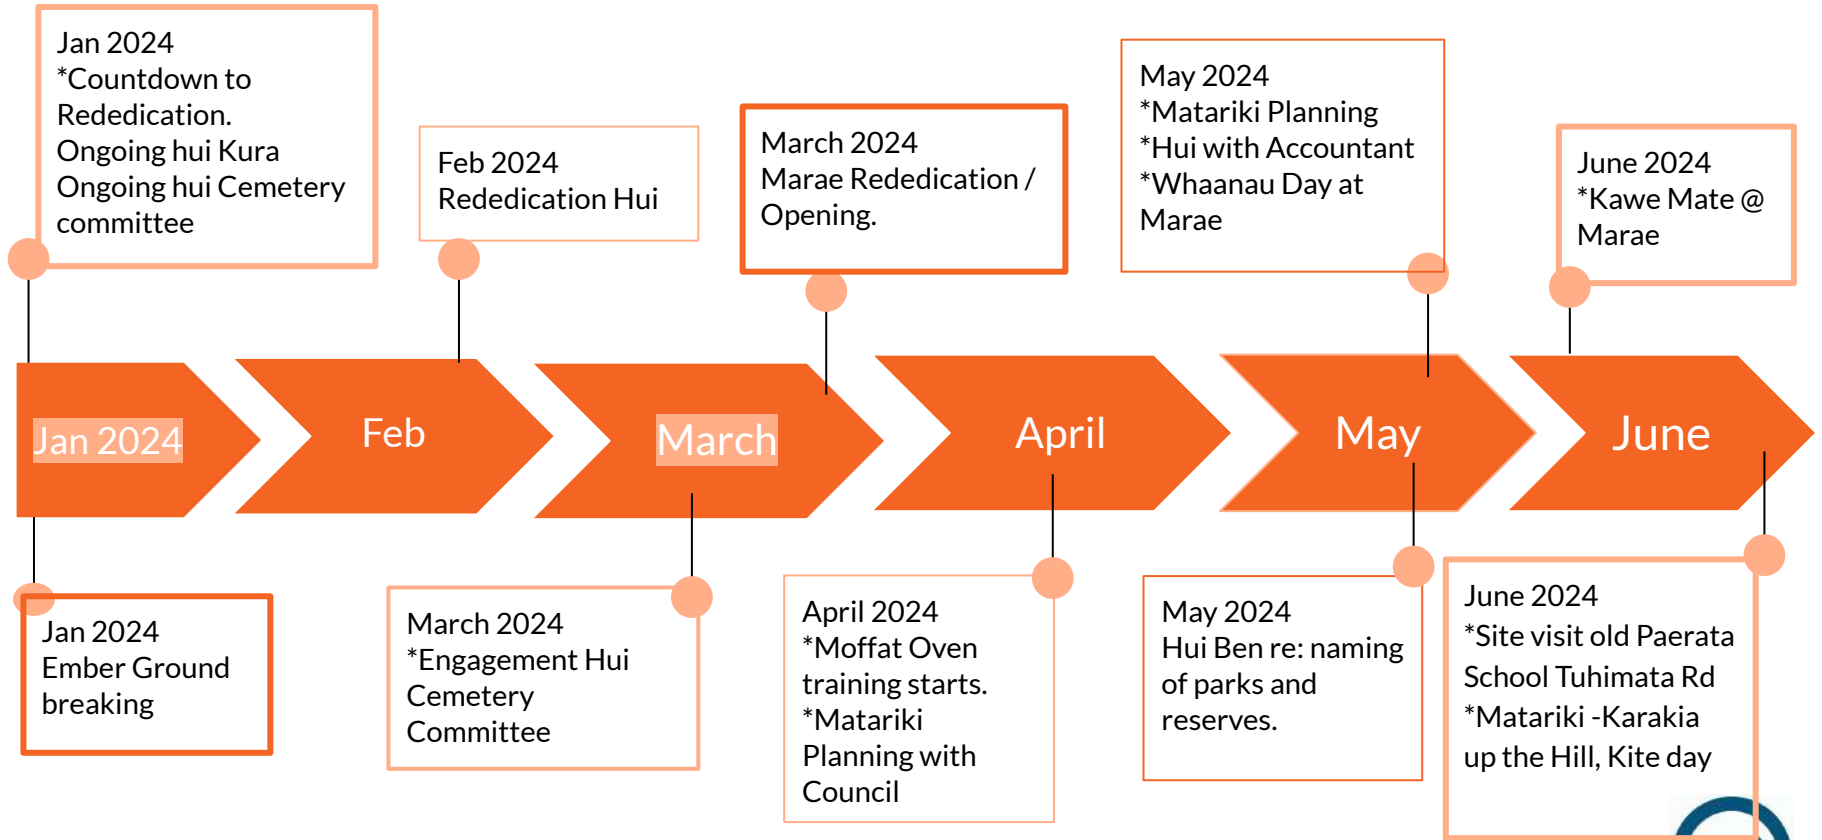 Jan 2024
*Countdown to
Rededication.
Ongoing hui Kura
Ongoing hui Cemetery
committee
Feb 2024
Rededication Hui
March 2024
Marae Rededication /
Opening.
May 2024
*Matariki Planning
*Hui with Accountant
*Whaanau Day at
Marae
June 2024
*Kawe Mate @
Marae
Jan 2024
Feb
March
April
May
June
Jan 2024
Ember Ground
breaking
March 2024
*Engagement Hui
Cemetery
Committee
April 2024
*Moffat Oven
training starts.
*Matariki
Planning with
Council
May 2024
Hui Ben re: naming
of parks and
reserves.
June 2024
*Site visit old Paerata
School Tuhimata Rd
*Matariki -Karakia
up the Hill, Kite day